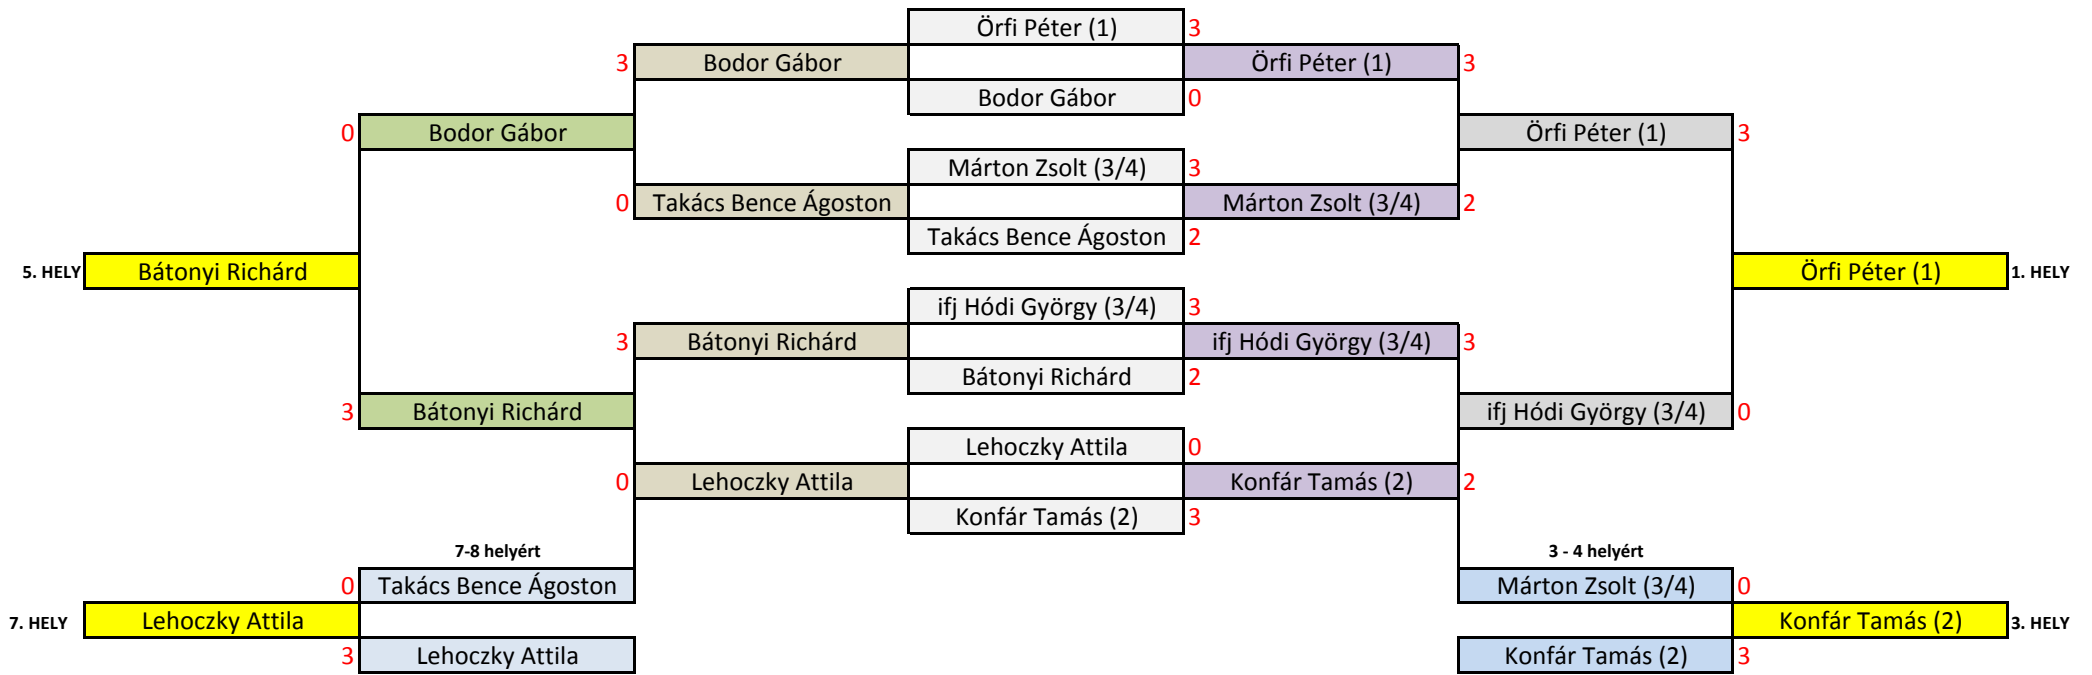 Örfi Péter (1) 3
3 Bodor Gábor Örfi Péter (1) 3
Bodor Gábor 0
0 Bodor Gábor Örfi Péter (1) 3
Márton Zsolt (3/4) 3
0 Takács Bence Ágoston Márton Zsolt (3/4) 2
Takács Bence Ágoston 2
5. HELY Bátonyi Richárd Örfi Péter (1) 1. HELY
ifj Hódi György (3/4) 3
3 Bátonyi Richárd ifj Hódi György (3/4) 3
Bátonyi Richárd 2
3 Bátonyi Richárd ifj Hódi György (3/4) 0
Lehoczky Attila 0
0 Lehoczky Attila Konfár Tamás (2) 2
Konfár Tamás (2) 3
7-8 helyért 3 - 4 helyért
0 Takács Bence Ágoston Márton Zsolt (3/4) 0
7. HELY Lehoczky Attila Konfár Tamás (2) 3. HELY
3 Lehoczky Attila Konfár Tamás (2) 3